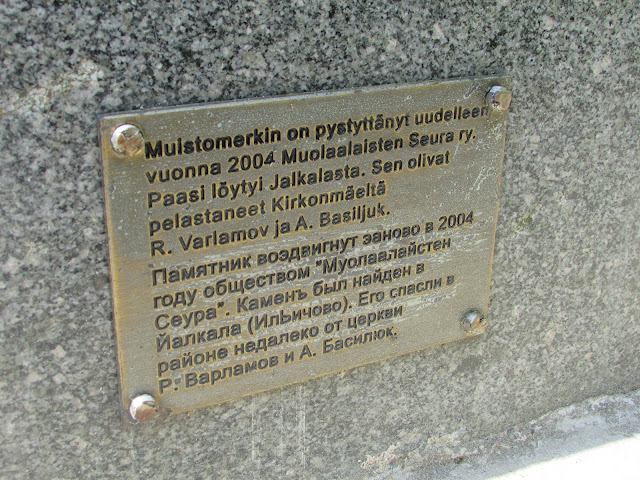 Muistomerkin on pystyttänyt uudelleen
vuonna 2004 Muolaalaisten Seura ry.
Paasi löytyi Jalkalasta. Sen olivat
pelastaneet Kirkonmäeltä
R. Varlamov ja A. Basiljuk.
Памятник воздвигнут заново в 2004
году обществом "Муолаалайстен
Сеура". Каменъ был найден в
Йалкала (ИлЬичово). Его спасли в
районе недалеко от церкви
Р. Варламов и А. Басилюк.